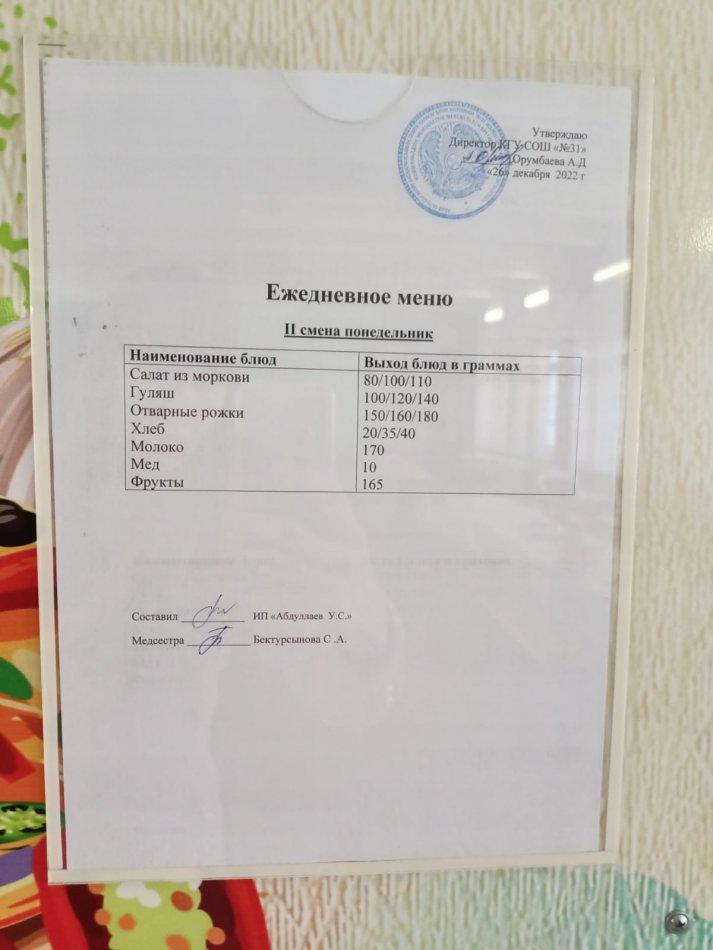 Утверждаю
Директор КГУ СОШ «№31»
Орумбаева А.Д
«26» декабря 2022 г
Ежедневное меню
II смена понедельник
Наименование блюд Выход блюд в граммах
Салат из моркови 80/100/110
Гуляш 100/120/140
Отварные рожки 150/160/180
Хлеб 20/35/40
Молоко 170
Мед 10
Фрукты 165
Составил ИП «Абдуллаев У.С.»
Медсестра Бектурсынова С .А.